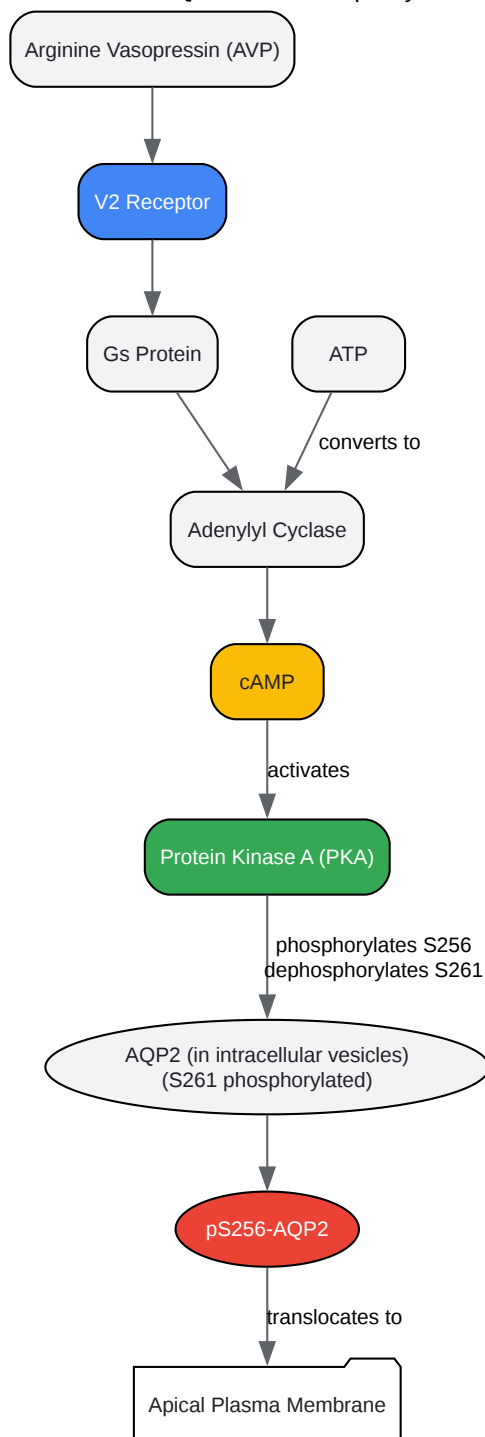 Arginine Vasopressin (AVP)
V2 Receptor
Gs Protein
ATP
converts to
Adenylyl Cyclase
cAMP
activates
Protein Kinase A (PKA)
phosphorylates S256
dephosphorylates S261
AQP2 (in intracellular vesicles)
(S261 phosphorylated)
pS256-AQP2
translocates to
Apical Plasma Membrane